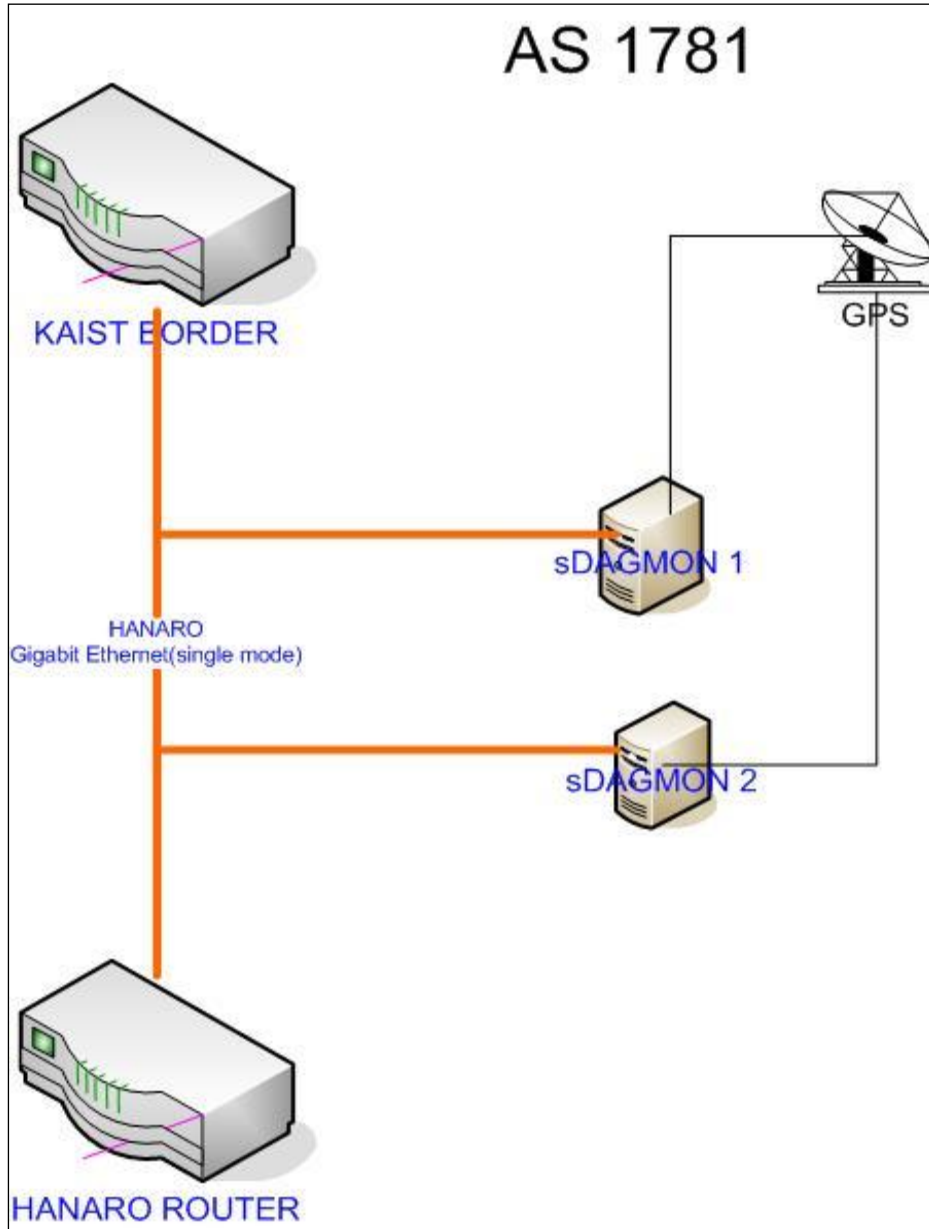 AS 1781
KAIST BORDER
GPS
sDAGMON 1
HANARO
Gigabit Ethernet(single mode)
sDAGMON 2
HANARO ROUTER